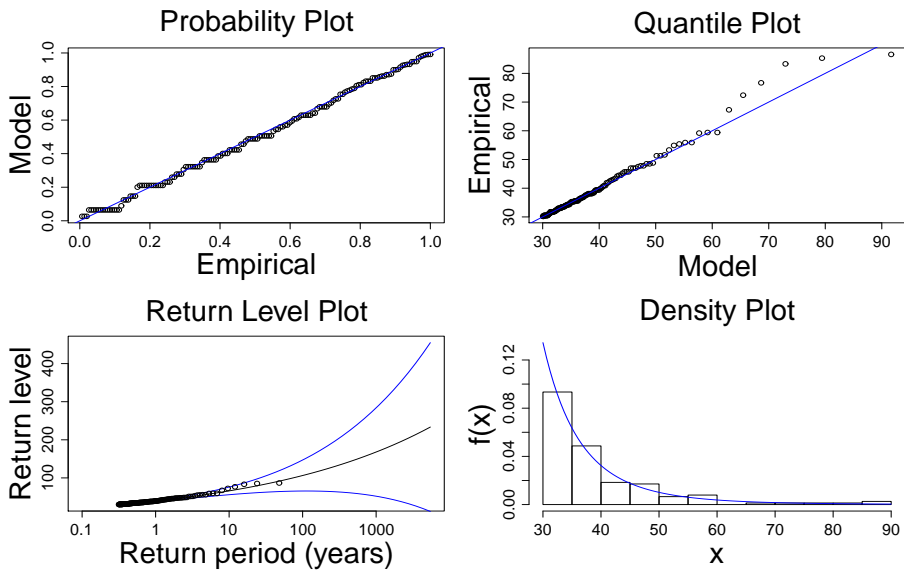 Probability Plot
Model
0.0 0.2 0.4 0.6 0.8 1.0
0.0 0.2 0.4 0.6 0.8 1.0
Empirical
Quantile Plot
Empirical
30 40 50 60 70 80
30 40 50 60 70 80 90
Model
Return Level Plot
Return level
100 200 300 400
0.1 1 10 100 1000
Return period (years)
Density Plot
f(x)
0.00 0.04 0.12
30 40 50 60 70 80 90
x